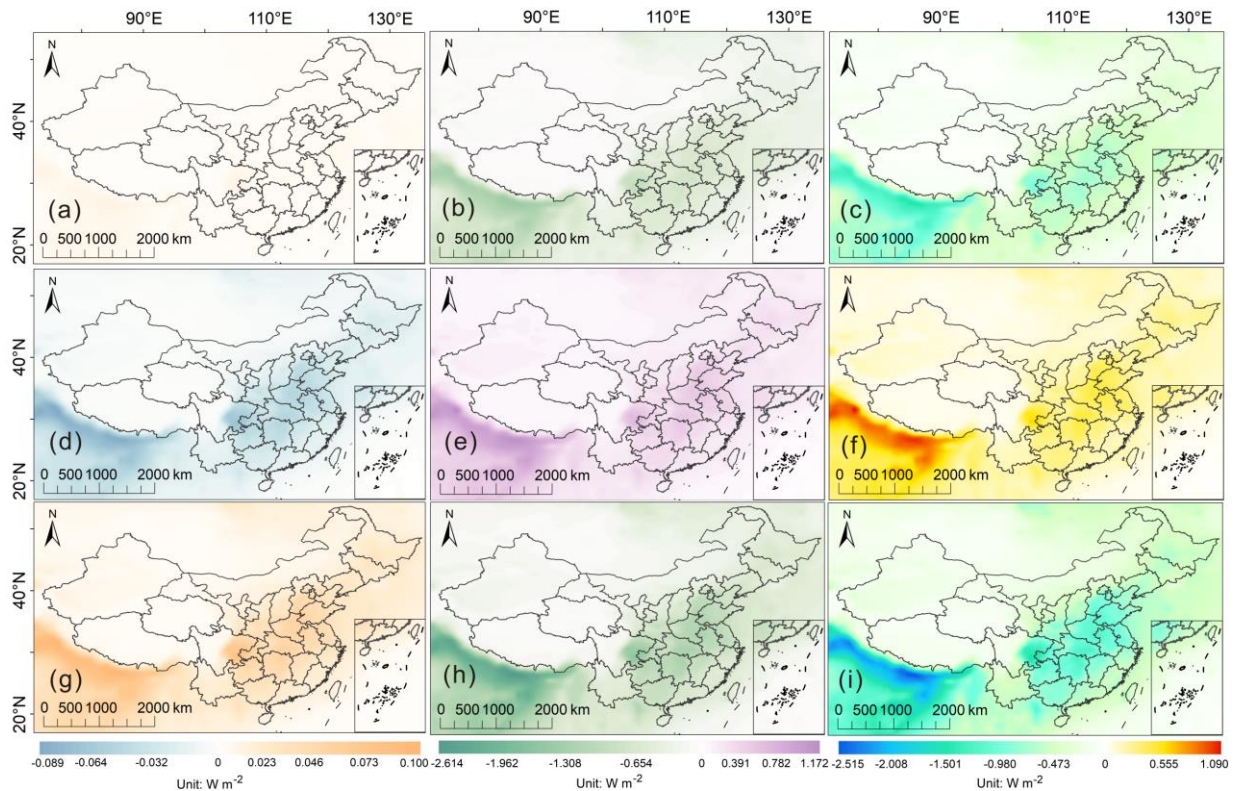 90°E 110°E 130°E 90°E 110°E 130°E 90°E 110°E 130°E
N N N
40°N
(a) (b) (c)
0 500 1000 2000 km 0 500 1000 2000 km 0 500 1000 2000 km
20°N
N N N
40°N
(d) (e) (f)
0 500 1000 2000 km 0 500 1000 2000 km 0 500 1000 2000 km
20°N
N N N
40°N
(g) (h) (i)
0 500 1000 2000 km 0 500 1000 2000 km 0 500 1000 2000 km
20°N
-0.089 -0.064 -0.032 0 0.023 0.046 0.073 0.100 -2.614 -1.962 -1.308 -0.654 0 0.391 0.782 1.172 -2.515 -2.008 -1.501 -0.980 -0.473 0 0.555 1.090
Unit: W m⁻² Unit: W m⁻² Unit: W m⁻²